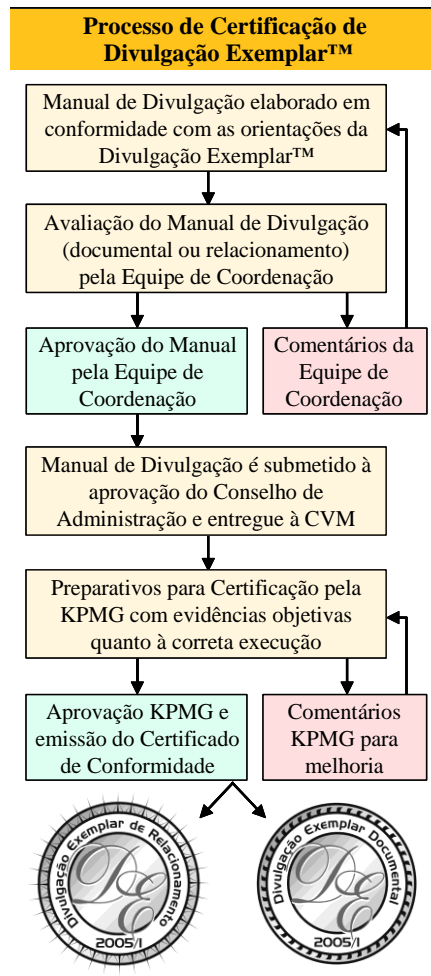 Processo de Certificação de
Divulgação Exemplar™
Manual de Divulgação elaborado em
conformidade com as orientações da
Divulgação Exemplar™
Avaliação do Manual de Divulgação
(documental ou relacionamento)
pela Equipe de Coordenação
Aprovação do Manual
pela Equipe de
Coordenação
Comentários da
Equipe de
Coordenação
Manual de Divulgação é submetido à
aprovação do Conselho de
Administração e entregue à CVM
Preparativos para Certificação pela
KPMG com evidências objetivas
quanto à correta execução
Aprovação KPMG e
emissão do Certificado
de Conformidade
Comentários
KPMG para
melhoria
Divulgação Exemplar de Relacionamento
DE
2005/I
Divulgação Exemplar Documental
DE
2005/I